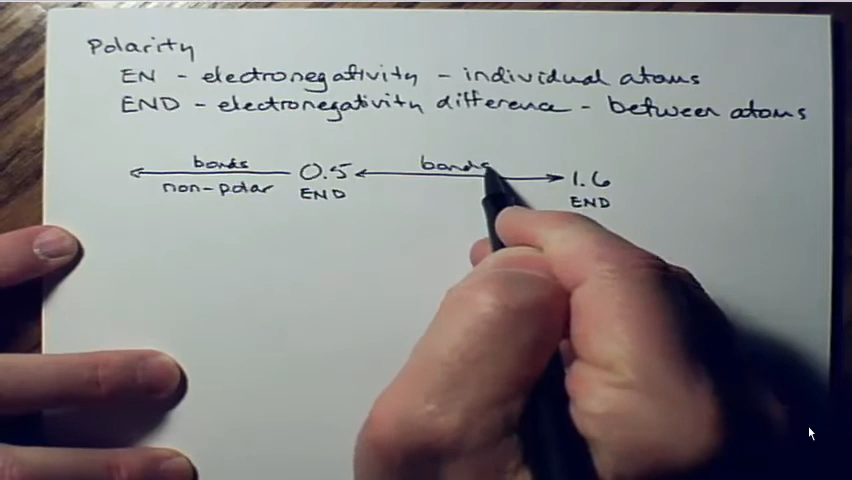 Polarity
EN - electronegativity - individual atoms
END - electronegativity difference - between atoms
bonds 0.5 bonds 1.6
non-polar END END